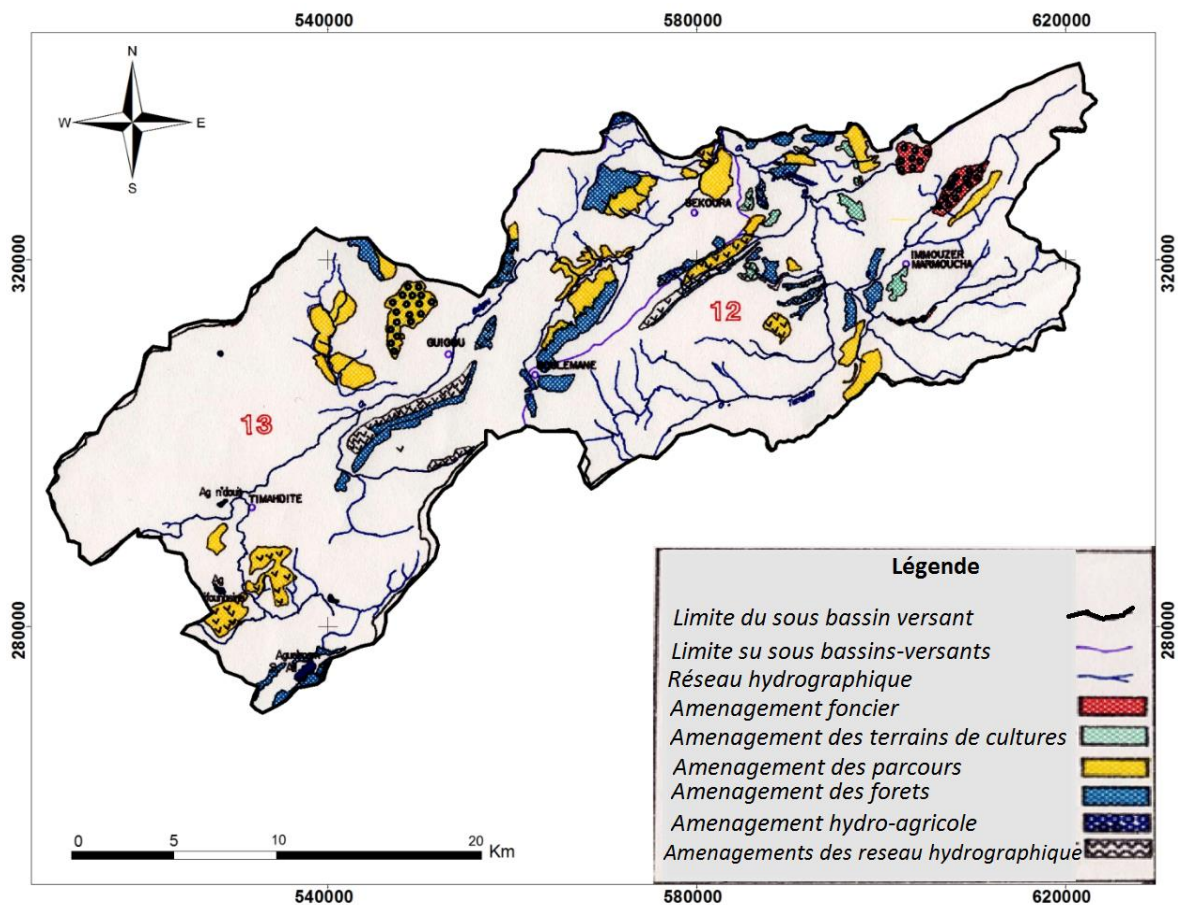 540000 580000 620000
N
W E
S
SEKOURA
320000 320000
IMMOUZER
MARMOUCHA
12
GUIGOU
13
Ag n'douit
TIMAHDITE
Ag
280000 280000
Légende
Limite du sous bassin versant
Limite su sous bassins-versants
Réseau hydrographique
Amenagement foncier
Amenagement des terrains de cultures
Amenagement des parcours
Amenagement des forets
Amenagement hydro-agricole
Amenagements des reseau hydrographique
0 5 10 20
Km
540000 580000 620000